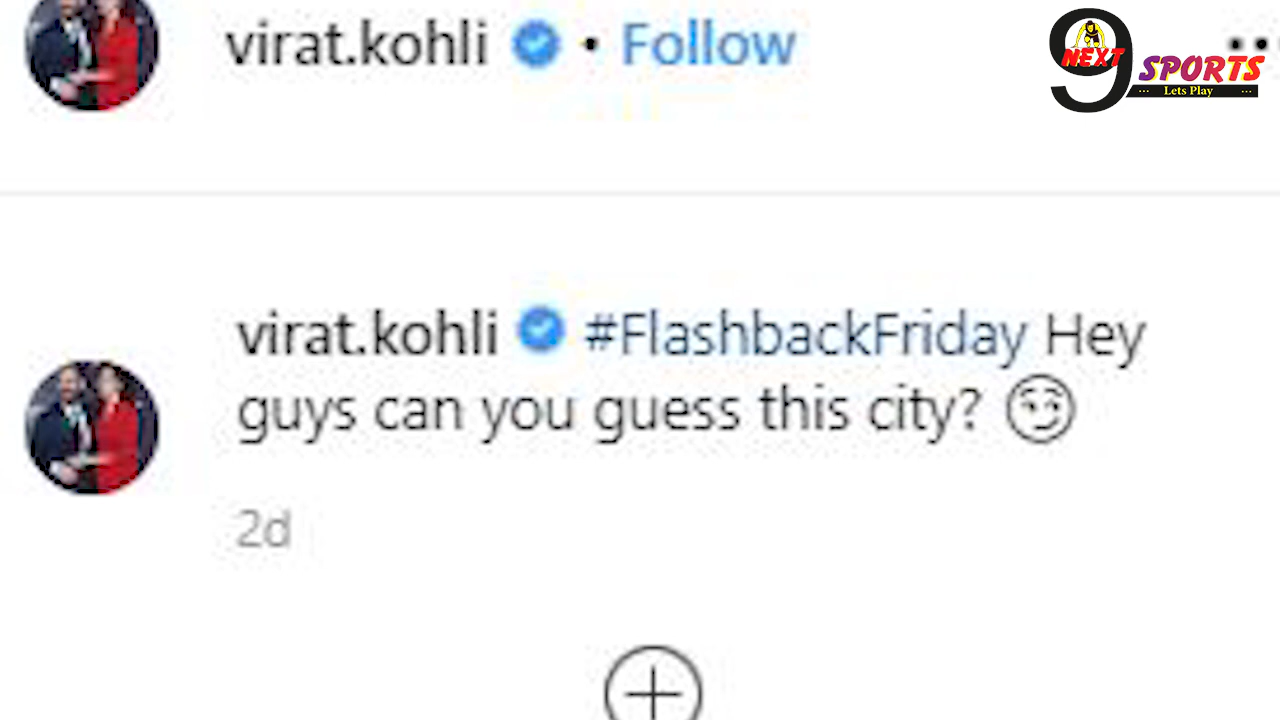 virat.kohli • Follow
9 NEXT SPORTS
Lets Play
virat.kohli #FlashbackFriday Hey
guys can you guess this city? 😏
2d